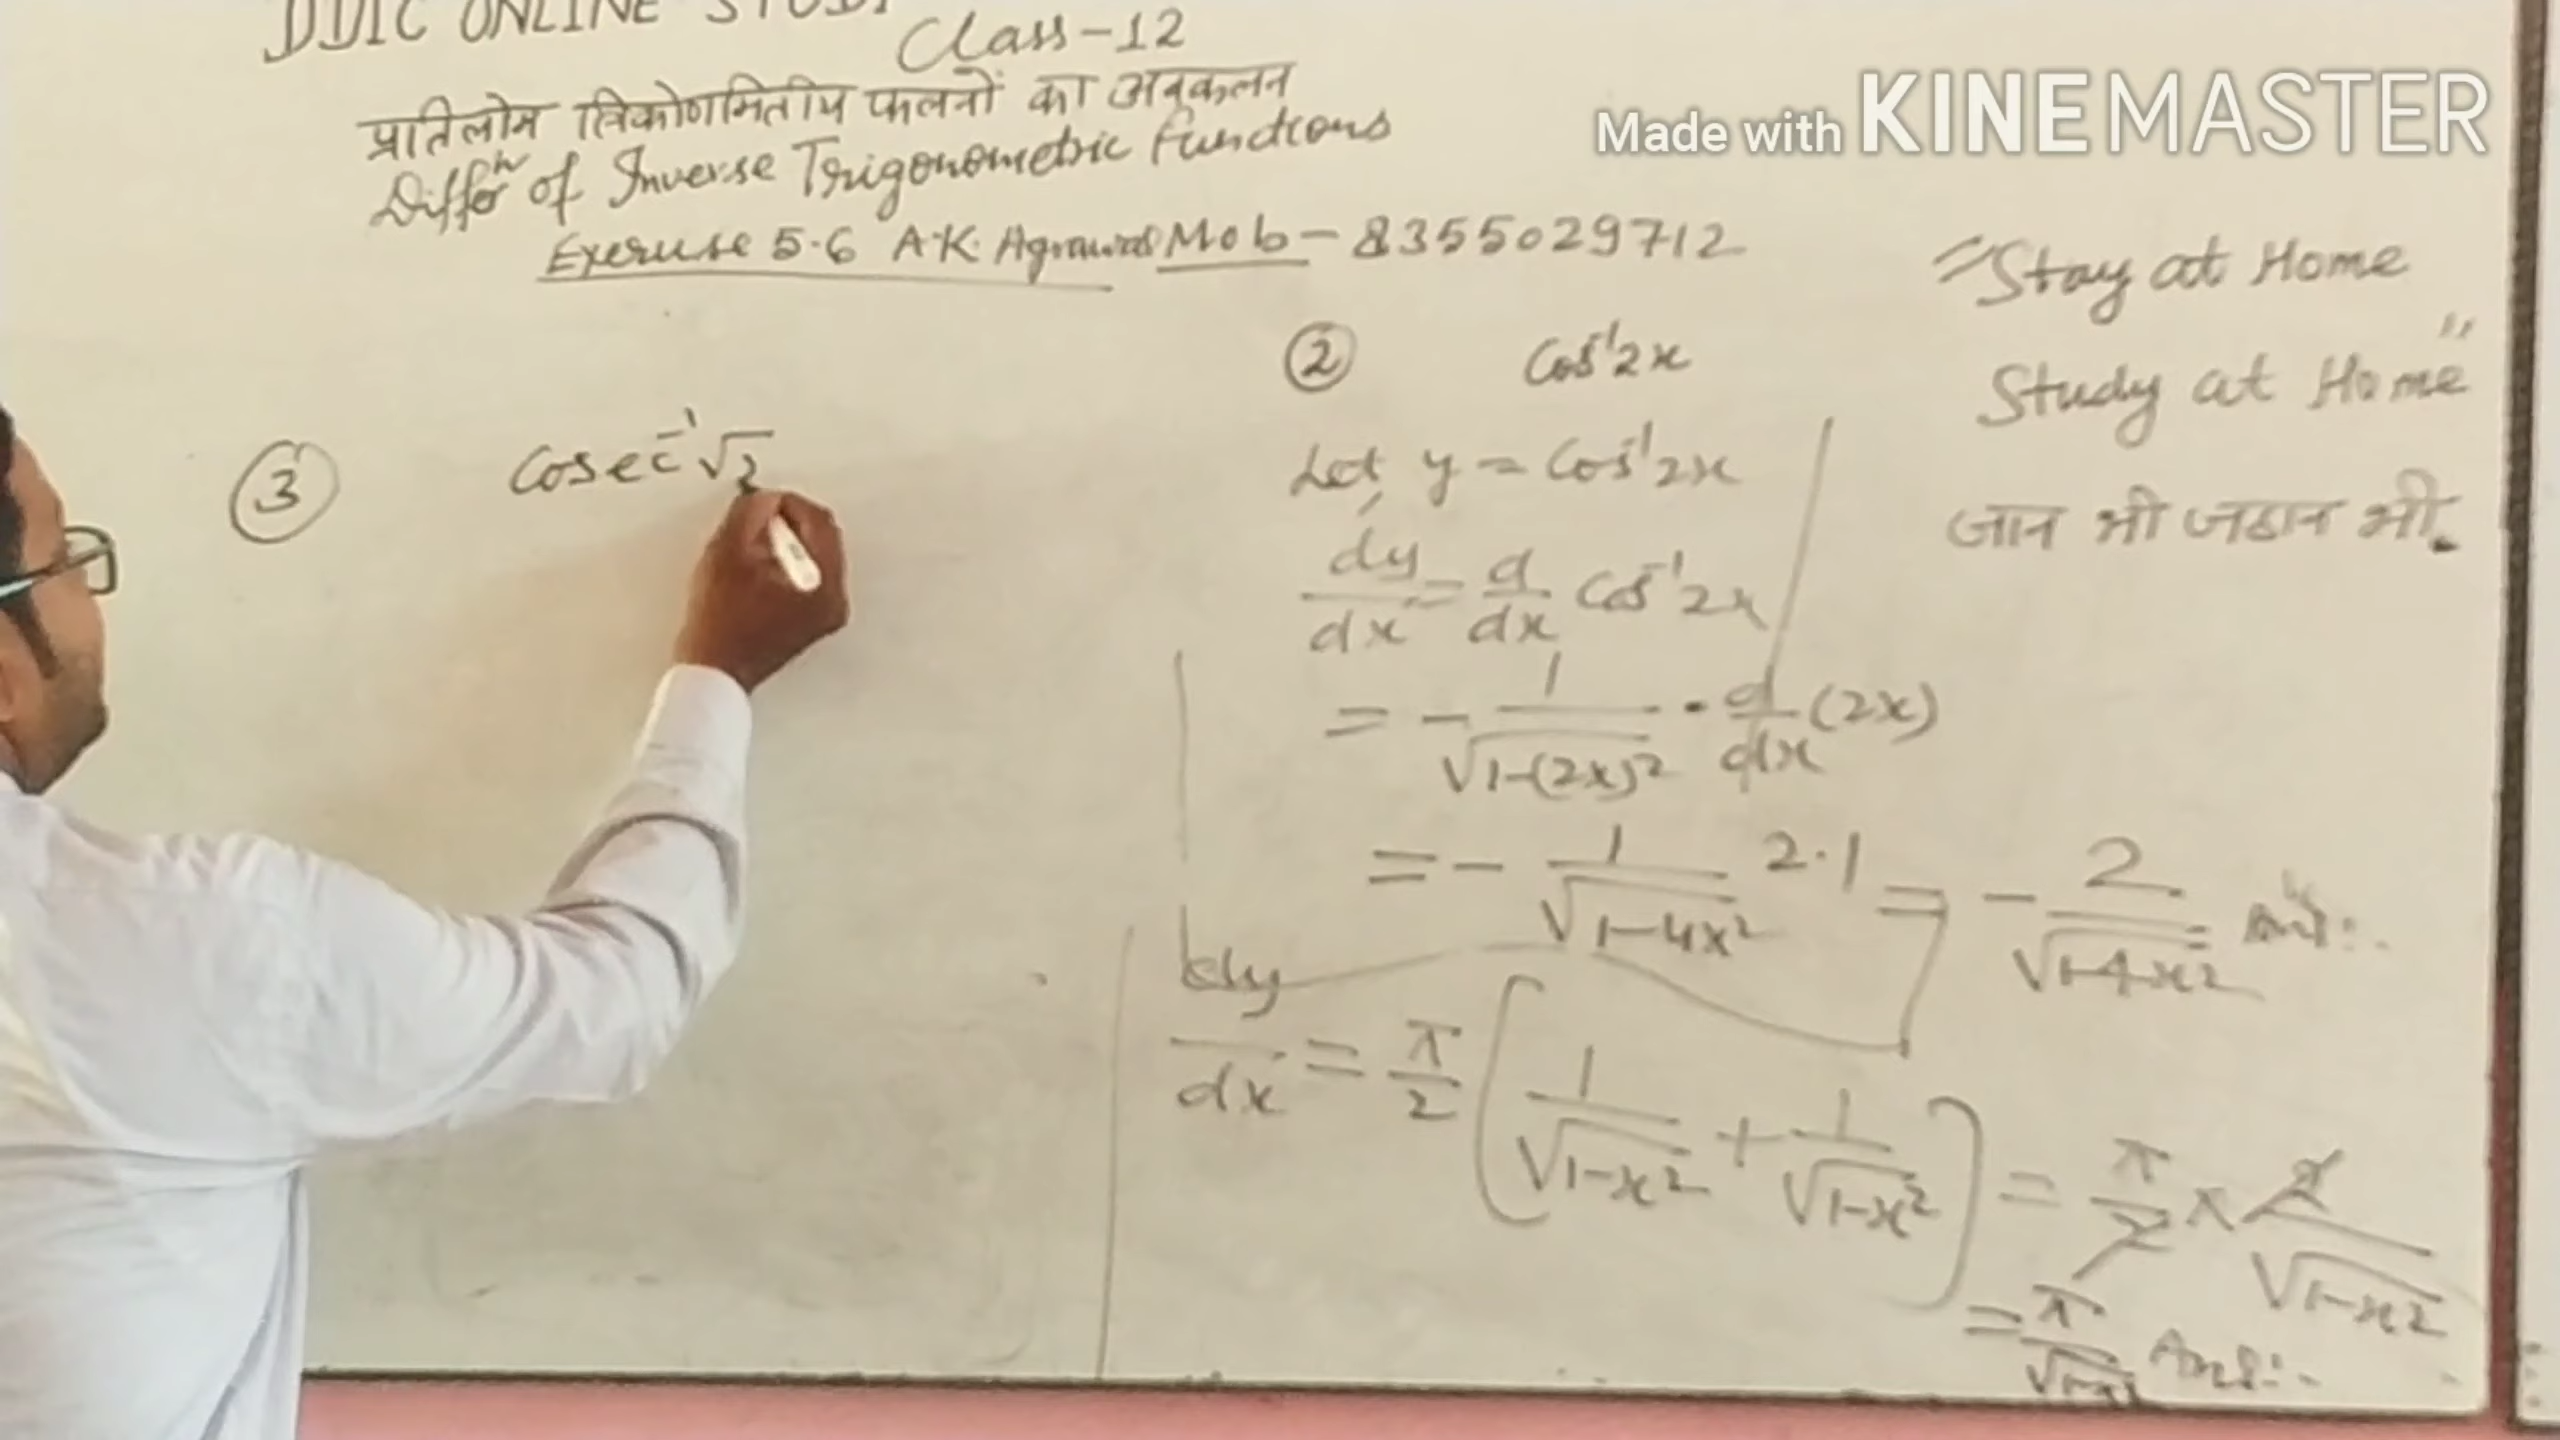 DDIC ONLINE STUDY
Class-12
प्रतिलोम त्रिकोणमितीय फलनों का अवकलन
Diffrn of Inverse Trigonometric Functions
Exercise 5.6 A.K. Agrawal Mob - 8355029712
Made with KINEMASTER
"Stay at Home
Study at Home"
जान भी जहान भी.
③ Cosec⁻¹√2
② Cos⁻¹2x
Let, y = Cos⁻¹2x
dy/dx = d/dx Cos⁻¹2x
= - 1/√1-(2x)² · d/dx (2x)
= - 1/√1-4x² 2·1 = - 2/√1-4x² Ans:.
dy/dx = π/2 [1/√1-x² + 1/√1-x²] = π/2 × 2/√1-x²
= π/√1-x² Ans:.